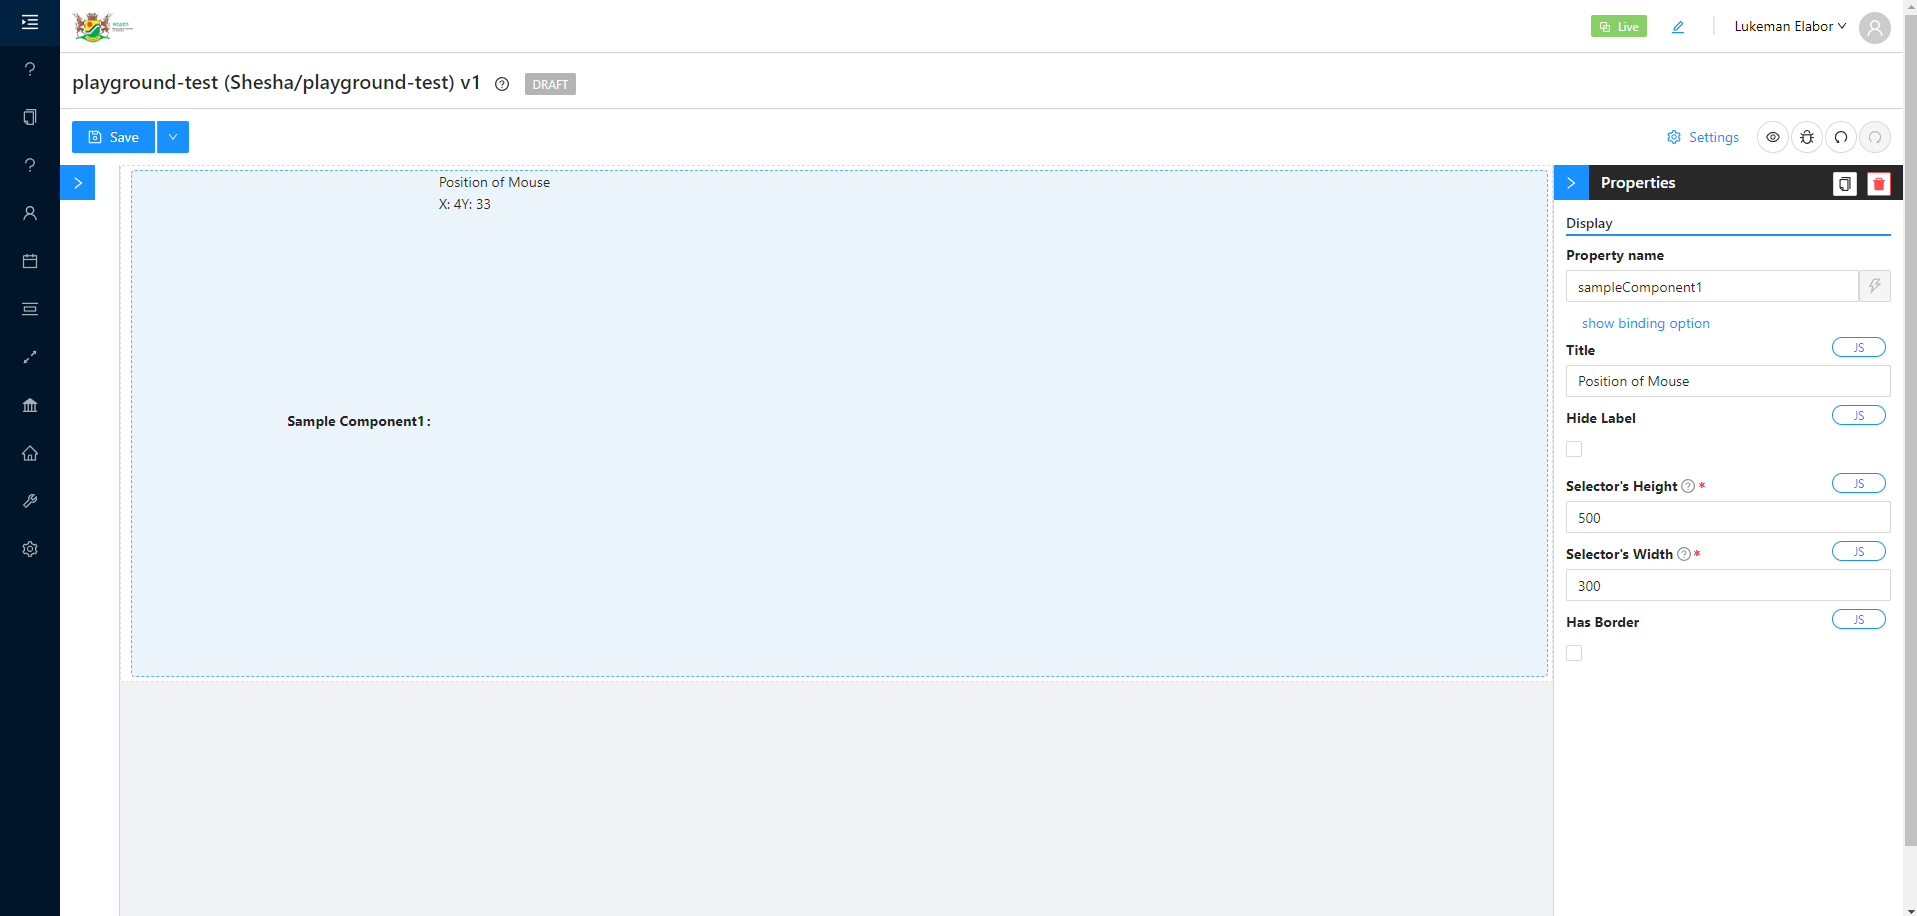 Live
Lukeman Elabor
playground-test (Shesha/playground-test) v1
DRAFT
Save
Settings
Position of Mouse
X: 4Y: 33
Sample Component1:
Properties
Display
Property name
sampleComponent1
show binding option
Title
JS
Position of Mouse
Hide Label
JS
Selector's Height *
JS
500
Selector's Width *
JS
300
Has Border
JS